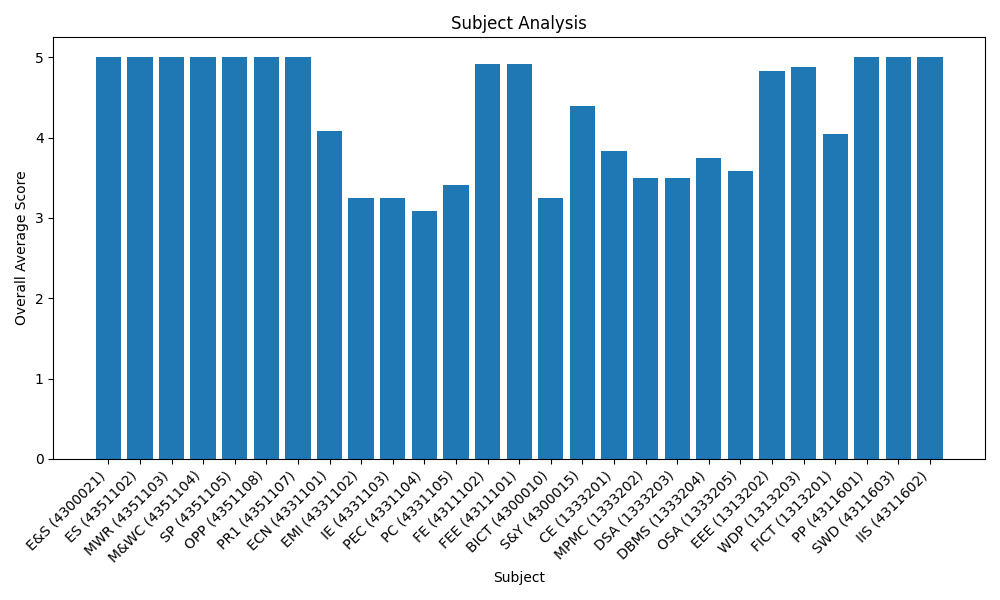 Subject Analysis
Overall Average Score
5
4
3
2
1
0
E&S (4300021)
ES (4351102)
MWR (4351103)
M&WC (4351104)
SP (4351105)
OPP (4351108)
PR1 (4351107)
ECN (4331101)
EMI (4331102)
IE (4331103)
PEC (4331104)
PC (4331105)
FE (4311102)
FEE (4311101)
BICT (4300010)
S&Y (4300015)
CE (1333201)
MPMC (1333202)
DSA (1333203)
DBMS (1333204)
OSA (1333205)
EEE (1313202)
WDP (1313203)
FICT (1313201)
PP (4311601)
SWD (4311603)
IIS (4311602)
Subject